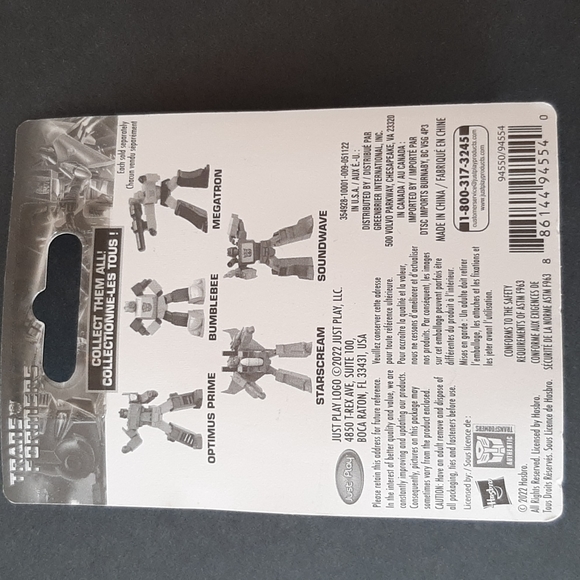 TRANSFORMERS
COLLECT THEM ALL!
COLLECTIONNE-LES TOUS !
Each sold separately
Chacun vendu séparément
OPTIMUS PRIME
BUMBLEBEE
MEGATRON
STARSCREAM
SOUNDWAVE
Just Play
JUST PLAY LOGO ©2022 JUST PLAY, LLC.
4850 T-REX AVE, SUITE 100,
BOCA RATON, FL 33431, USA
Please retain this address for future reference.
In the interest of better quality and value, we are
constantly improving and updating our products.
Consequently, pictures on this package may
sometimes vary from the product enclosed.
CAUTION: Have an adult remove and dispose of
all packaging, ties and fasteners before use.
Licensed by / Sous licence de :
Hasbro
TRANSFORMERS
AUTHENTIC
© 2022 Hasbro.
All Rights Reserved. Licensed by Hasbro.
Tous Droits Réservés. Sous Licence de Hasbro.
Veuillez conserver cette adresse
pour toute référence ultérieure.
Pour accroître la qualité et la valeur,
nous ne cessons d'améliorer et d'actualiser
nos produits. Par conséquent, les images
sur cet emballage peuvent parfois être
différentes du produit à l'intérieur.
Mises en garde : Un adulte doit retirer
l'emballage, les attaches et les fixations et
les jeter avant l'utilisation.
CONFORMS TO THE SAFETY
REQUIREMENTS OF ASTM F963
CONFORME AUX EXIGENCES DE
SÉCURITÉ DE LA NORME ASTM F963
354928-10001-009-051122
IN U.S.A./ AUX É.-U.:
DISTRIBUTED BY / DISTRIBUÉ PAR
GREENBRIER INTERNATIONAL, INC.
500 VOLVO PARKWAY, CHESAPEAKE, VA 23320
IN CANADA / AU CANADA :
IMPORTED BY / IMPORTÉ PAR
DTSC IMPORTS BURNABY, BC V5G 4P3
MADE IN CHINA / FABRIQUÉ EN CHINE
1-800-317-3245
customerservice@justplayproducts.com
www.justplayproducts.com
94550/94554
8 86144 94554 0